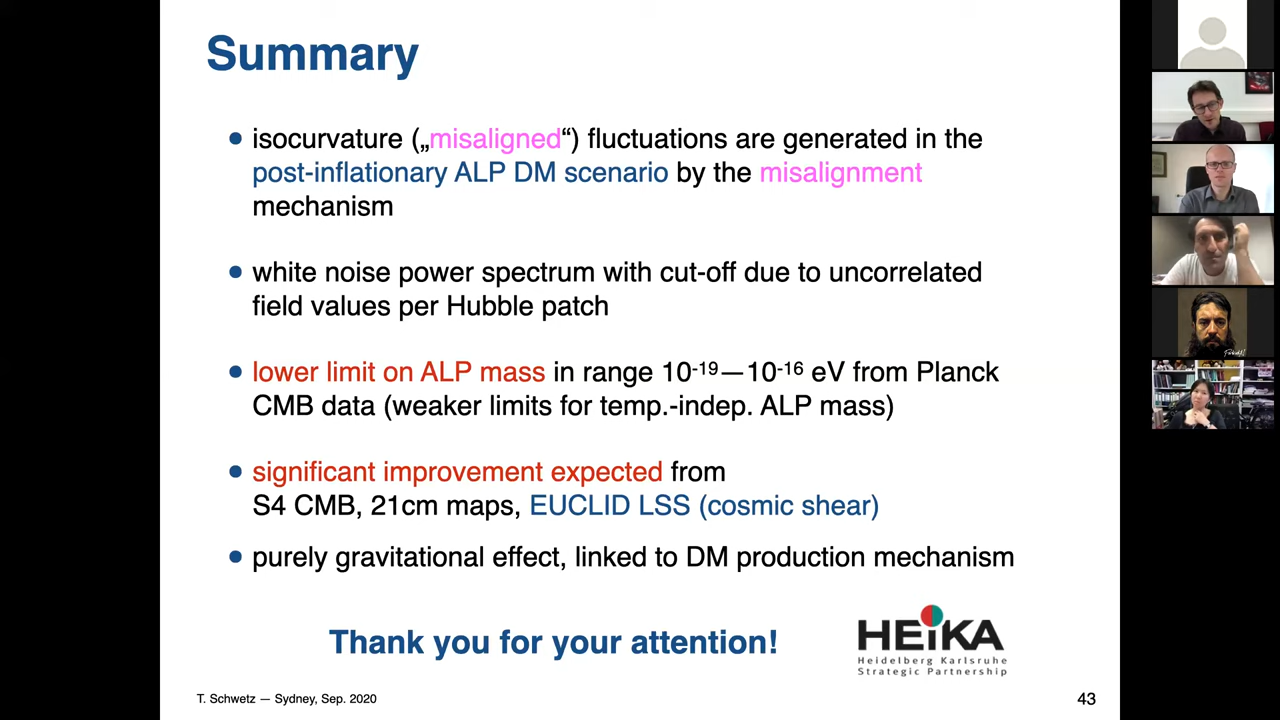 Summary
• isocurvature („misaligned“) fluctuations are generated in the
post-inflationary ALP DM scenario by the misalignment
mechanism
• white noise power spectrum with cut-off due to uncorrelated
field values per Hubble patch
• lower limit on ALP mass in range 10⁻¹⁹—10⁻¹⁶ eV from Planck
CMB data (weaker limits for temp.-indep. ALP mass)
• significant improvement expected from
S4 CMB, 21cm maps, EUCLID LSS (cosmic shear)
• purely gravitational effect, linked to DM production mechanism
Thank you for your attention!
HEiKA
Heidelberg Karlsruhe
Strategic Partnership
T. Schwetz — Sydney, Sep. 2020
43